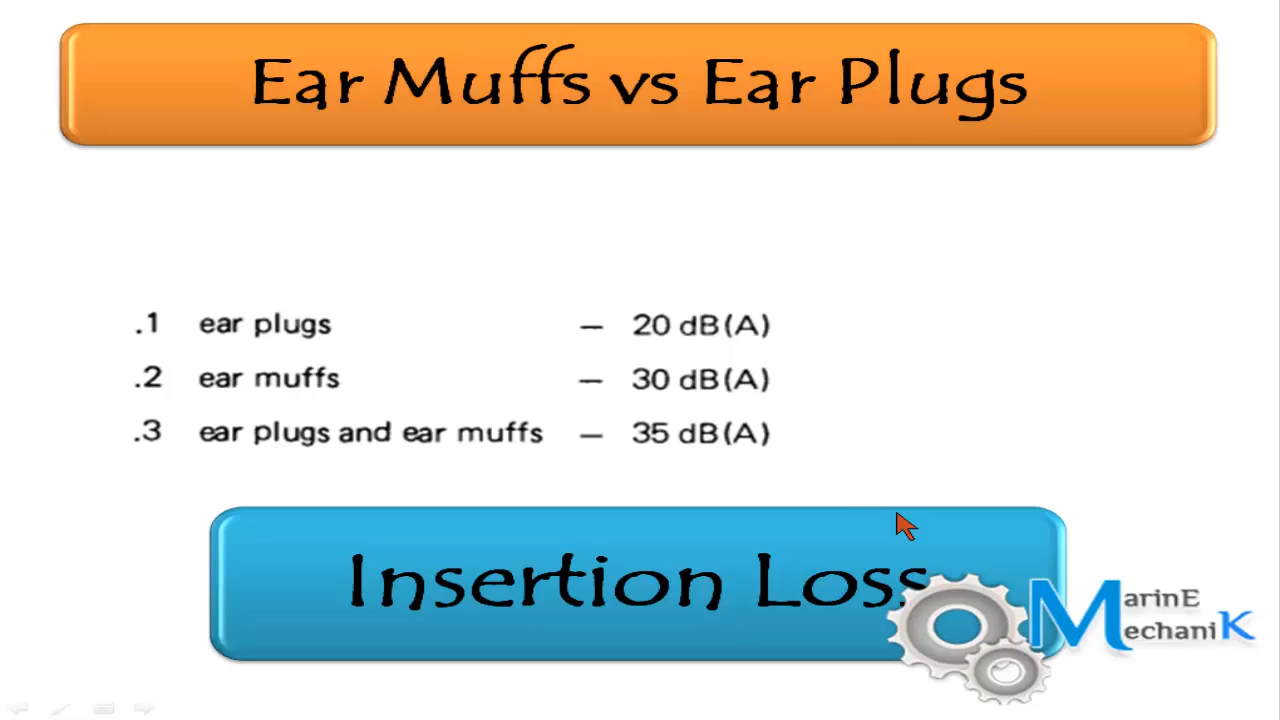 Ear Muffs vs Ear Plugs
.1 ear plugs – 20 dB(A)
.2 ear muffs – 30 dB(A)
.3 ear plugs and ear muffs – 35 dB(A)
Insertion Loss
MarinE
MechaniK